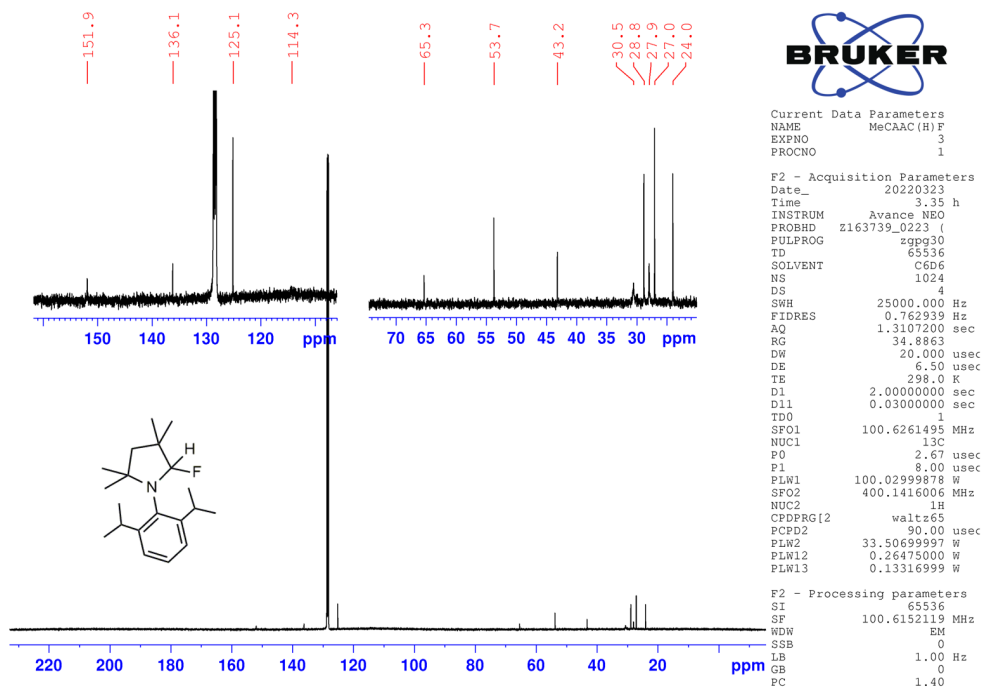 151.9
136.1
125.1
114.3
65.3
53.7
43.2
30.5
28.8
27.9
27.0
24.0
BRUKER
Current Data Parameters
NAME MeCAAC(H)F
EXPNO 3
PROCNO 1
F2 - Acquisition Parameters
Date_ 20220323
Time 3.35 h
INSTRUM Avance NEO
PROBHD Z163739_0223 (
PULPROG zgpg30
TD 65536
SOLVENT C6D6
NS 1024
DS 4
SWH 25000.000 Hz
FIDRES 0.762939 Hz
AQ 1.3107200 sec
RG 34.8863
DW 20.000 usec
DE 6.50 usec
TE 298.0 K
D1 2.00000000 sec
D11 0.03000000 sec
TD0 1
SFO1 100.6261495 MHz
NUC1 13C
P0 2.67 usec
P1 8.00 usec
PLW1 100.02999878 W
SFO2 400.1416006 MHz
NUC2 1H
CPDPRG[2 waltz65
PCPD2 90.00 usec
PLW2 33.50699997 W
PLW12 0.26475000 W
PLW13 0.13316999 W
F2 - Processing parameters
SI 65536
SF 100.6152119 MHz
WDW EM
SSB 0
LB 1.00 Hz
GB 0
PC 1.40
150 140 130 120 ppm
70 65 60 55 50 45 40 35 30 ppm
H
F
N
220 200 180 160 140 120 100 80 60 40 20 ppm